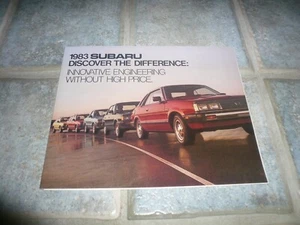 1983 SUBARU
DISCOVER THE DIFFERENCE:
INNOVATIVE ENGINEERING
WITHOUT HIGH PRICE.